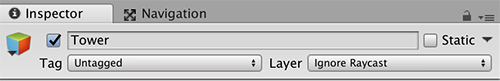 Inspector Navigation
Tower Static
Tag Untagged Layer Ignore Raycast